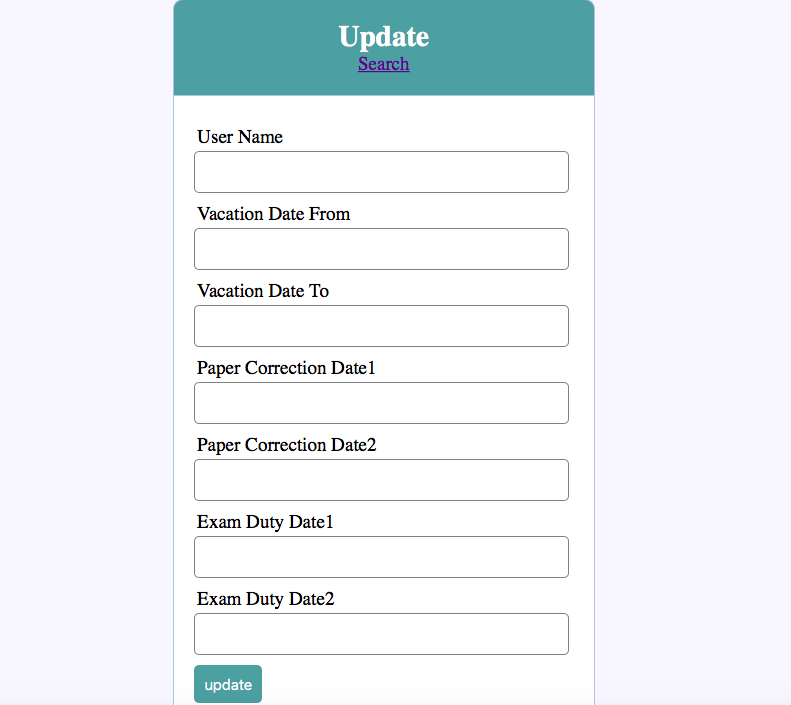 Update
Search
User Name
Vacation Date From
Vacation Date To
Paper Correction Date1
Paper Correction Date2
Exam Duty Date1
Exam Duty Date2
update